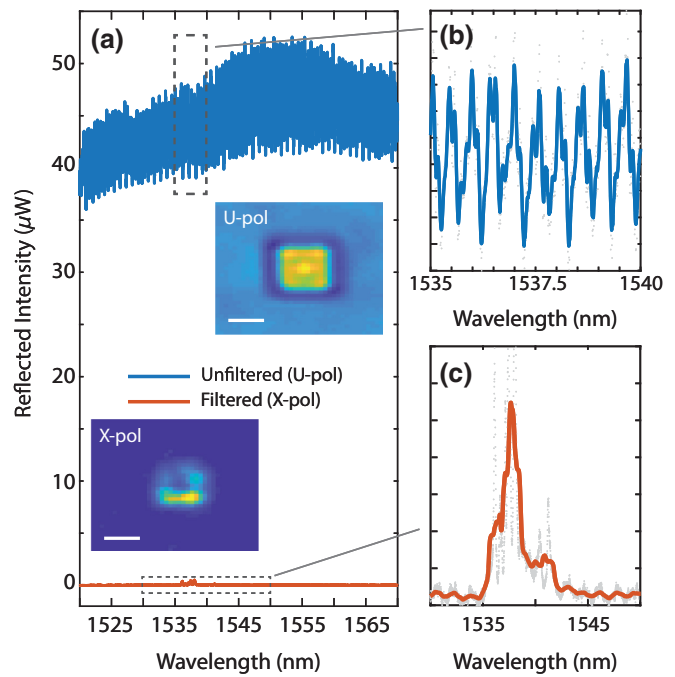 (a)
50
40
30
20
10
0
Reflected Intensity (μW)
U-pol
Unfiltered (U-pol)
Filtered (X-pol)
X-pol
1525 1535 1545 1555 1565
Wavelength (nm)
(b)
1535 1537.5 1540
Wavelength (nm)
(c)
1535 1545
Wavelength (nm)